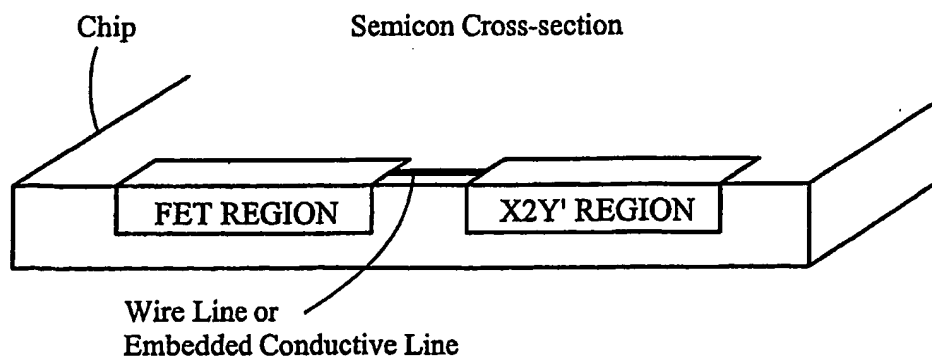 Chip
Semicon Cross-section
FET REGION
X2Y' REGION
Wire Line or
Embedded Conductive Line